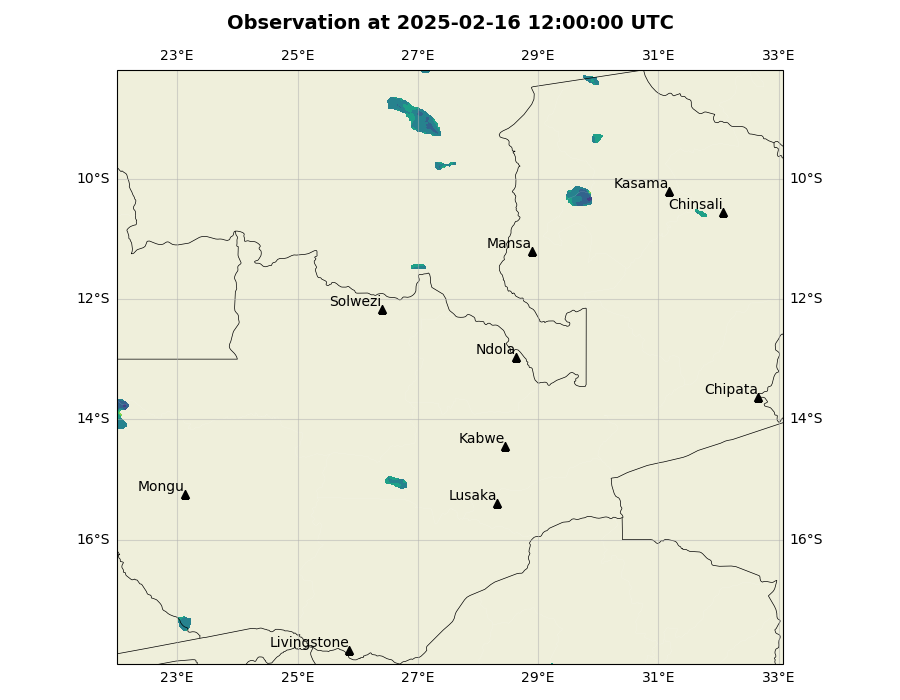 Observation at 2025-02-16 12:00:00 UTC
23°E 25°E 27°E 29°E 31°E 33°E
10°S 10°S
Kasama
Chinsali
Mansa
12°S 12°S
Solwezi
Ndola
Chipata
14°S 14°S
Kabwe
Mongu
Lusaka
16°S 16°S
Livingstone
23°E 25°E 27°E 29°E 31°E 33°E